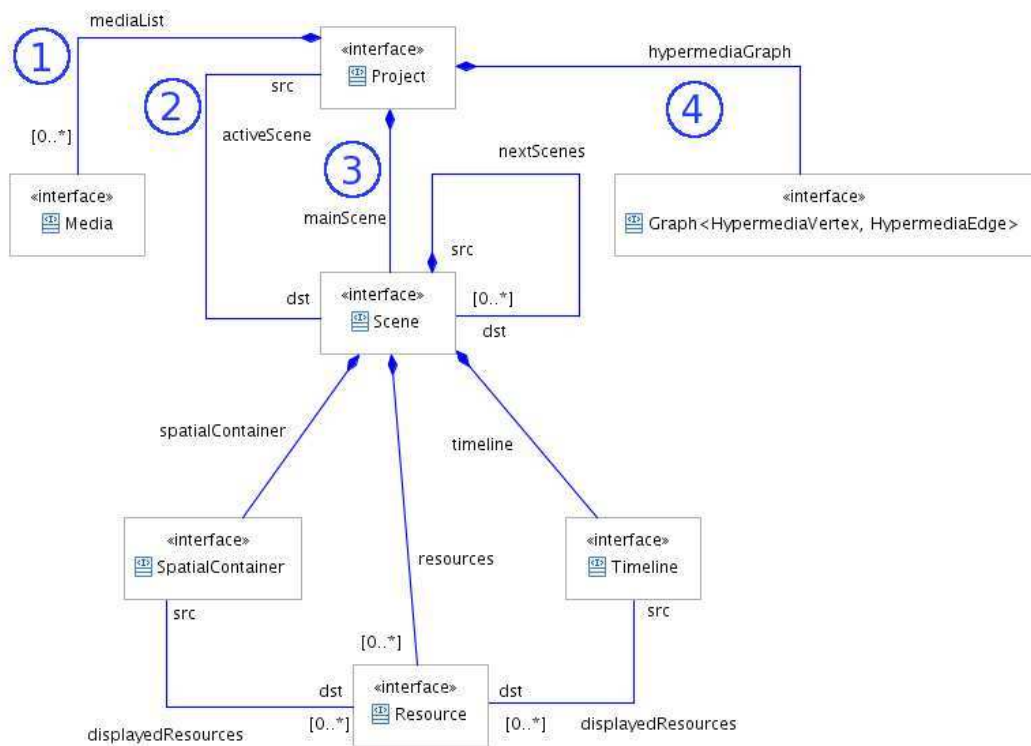 mediaList
1
«interface»
Project
hypermediaGraph
2
src
4
[0..*]
activeScene
3
nextScenes
«interface»
Media
mainScene
«interface»
Graph<HypermediaVertex, HypermediaEdge>
src
dst
«interface»
Scene
[0..*]
dst
spatialContainer
timeline
«interface»
SpatialContainer
resources
«interface»
Timeline
src
src
[0..*]
dst
«interface»
Resource
dst
[0..*]
[0..*]
displayedResources
displayedResources